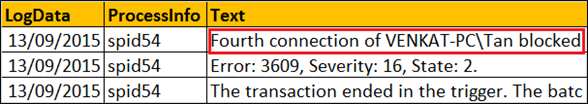 LogData ProcessInfo Text
13/09/2015 spid54 Fourth connection of VENKAT-PC\Tan blocked
13/09/2015 spid54 Error: 3609, Severity: 16, State: 2.
13/09/2015 spid54 The transaction ended in the trigger. The batc